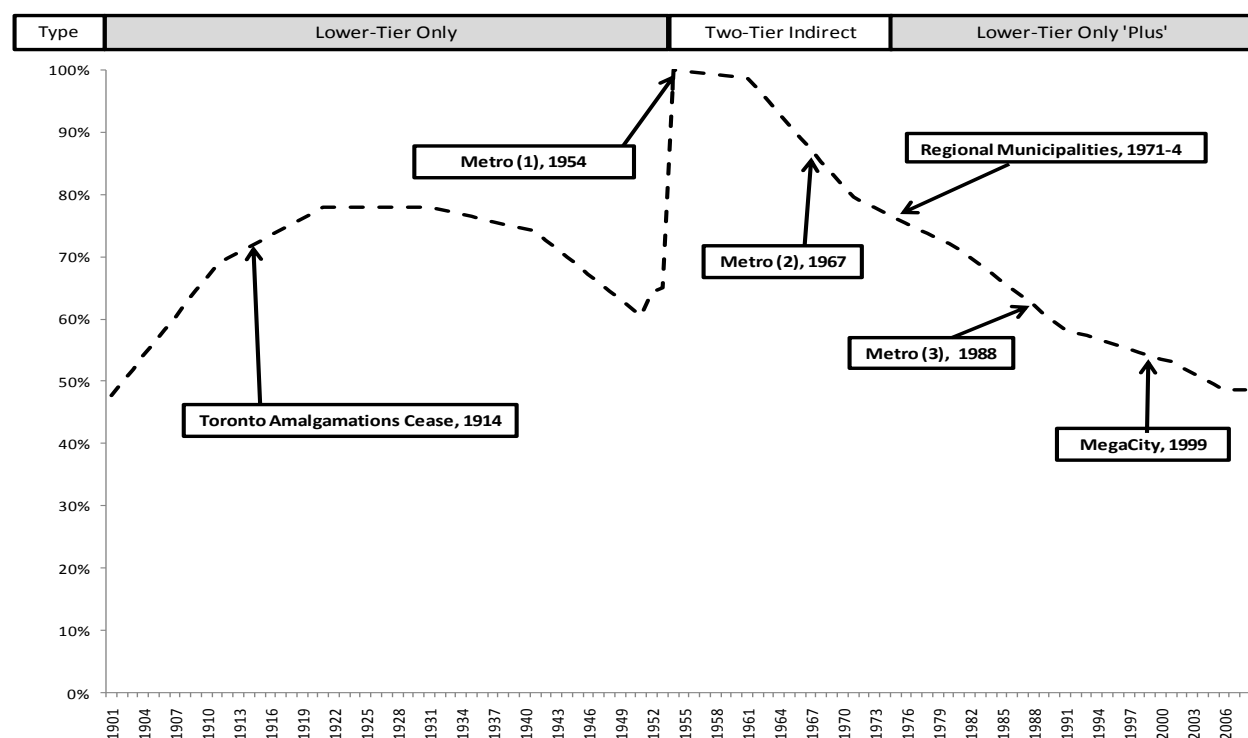 Type Lower-Tier Only Two-Tier Indirect Lower-Tier Only 'Plus'
100%
90%
80%
70%
60%
50%
40%
30%
20%
10%
0%
Metro (1), 1954
Regional Municipalities, 1971-4
Metro (2), 1967
Metro (3), 1988
Toronto Amalgamations Cease, 1914
MegaCity, 1999
1901 1904 1907 1910 1913 1916 1919 1922 1925 1928 1931 1934 1937 1940 1943 1946 1949 1952 1955 1958 1961 1964 1967 1970 1973 1976 1979 1982 1985 1988 1991 1994 1997 2000 2003 2006